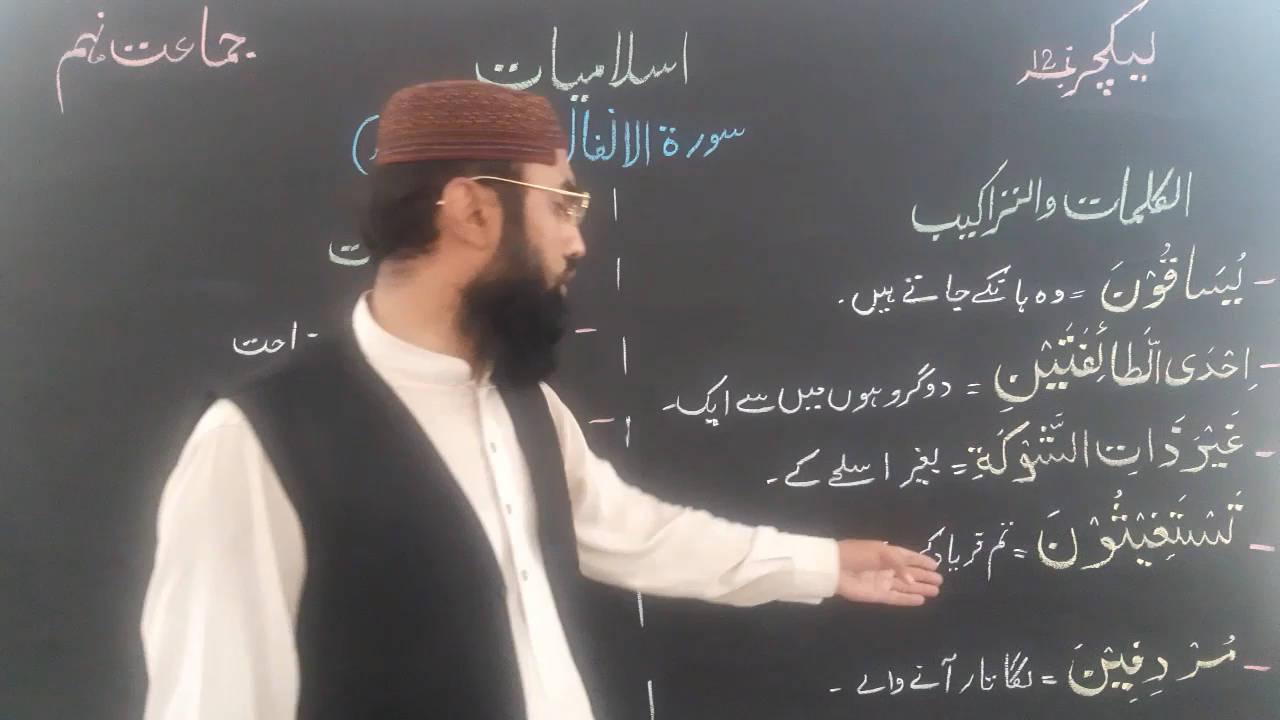 لیکچر نمبر 12
اسلامیات
جماعت نہم
سورة الانفال
الکلمات والتراکیب
- یُسَاقُوْنَ = وہ ہانکے جاتے ہیں۔
- اِحْدَی الطَّائِفَتَیْنِ = دو گروہوں میں سے ایک۔
- غَیْرَ ذَاتِ الشَّوْکَةِ = بغیر اسلحے کے۔
- تَسْتَغِیْثُوْنَ = تم فریاد
- مُرْدِفِیْنَ = لگاتار آنے والے۔